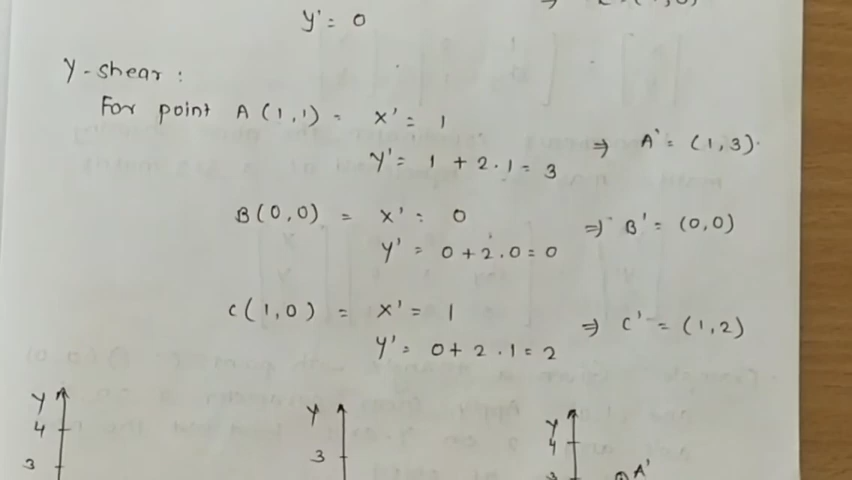 y' = 0
Y-shear :
For point A (1,1) = x' = 1
y' = 1 + 2.1 = 3 ⇒ A' = (1,3).
B(0,0) = x' = 0
y' = 0 + 2.0 = 0 ⇒ B' = (0,0)
C(1,0) = x' = 1
y' = 0 + 2.1 = 2 ⇒ C' = (1,2)
Y Y Y
4 4
3 3 3 A'